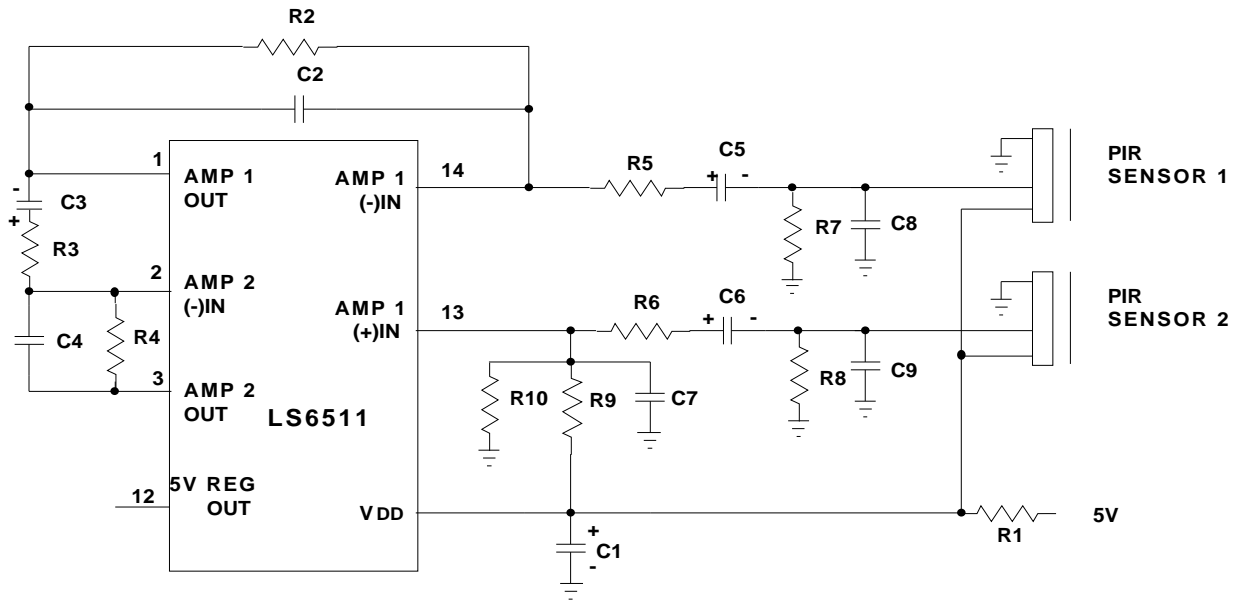 R2
C2
1
AMP 1
OUT
AMP 1
(-)IN
14
R5
C5
+
-
R7
C8
PIR
SENSOR 1
-
C3
+
R3
2
AMP 2
(-)IN
AMP 1
(+)IN
13
R6
C6
+
-
R8
C9
PIR
SENSOR 2
C4
R4
3
AMP 2
OUT
LS6511
R10
R9
C7
12
5V REG
OUT
VDD
+
C1
-
R1
5V